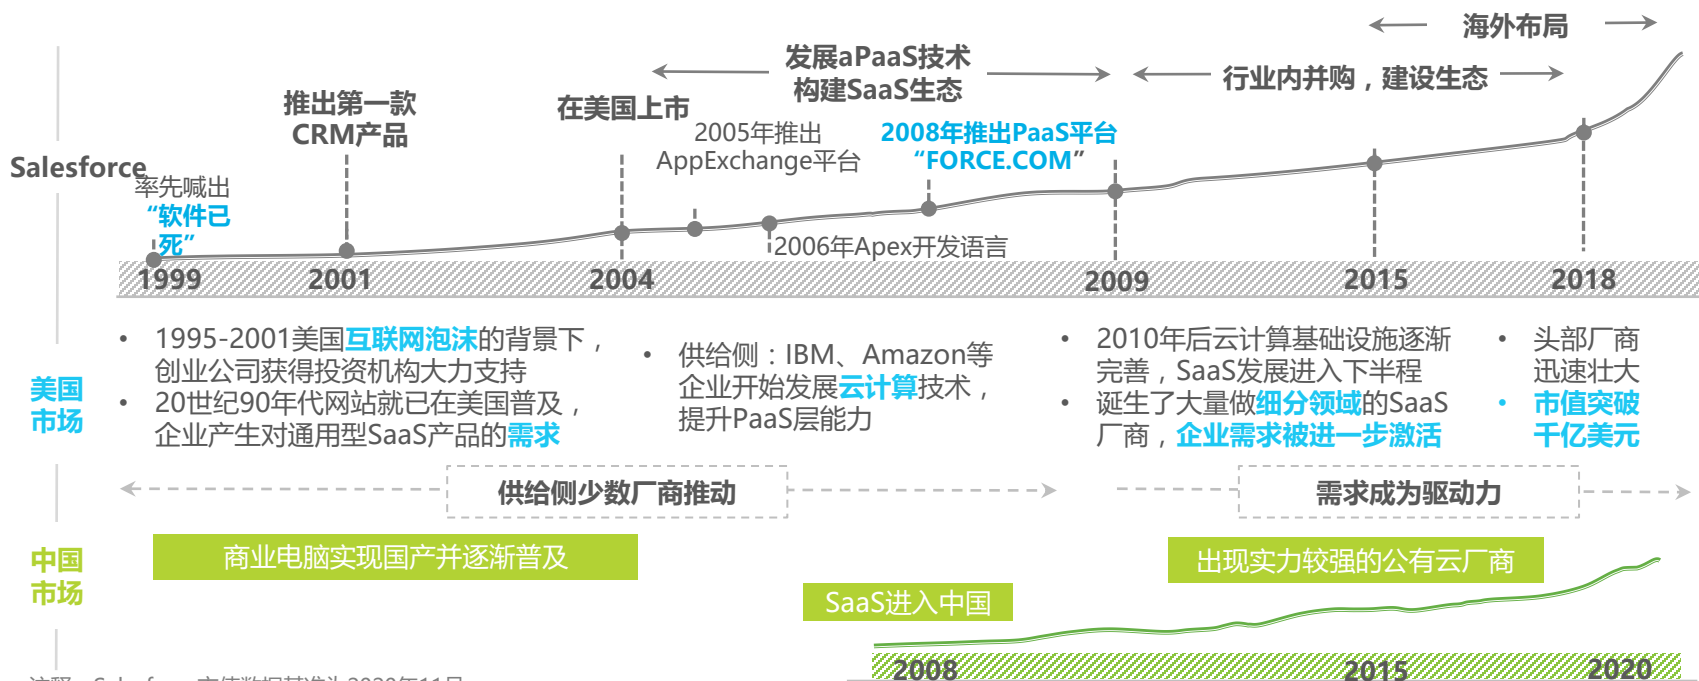 海外布局
发展aPaaS技术
构建SaaS生态
行业内并购，建设生态
推出第一款
CRM产品
在美国上市
2005年推出
AppExchange平台
2008年推出PaaS平台
“FORCE.COM”
Salesforce
率先喊出
“软件已
死”
2006年Apex开发语言
1999
2001
2004
2009
2015
2018
美国
市场
• 1995-2001美国互联网泡沫的背景下，
创业公司获得投资机构大力支持
• 20世纪90年代网站就已在美国普及，
企业产生对通用型SaaS产品的需求
• 供给侧：IBM、Amazon等
企业开始发展云计算技术，
提升PaaS层能力
• 2010年后云计算基础设施逐渐
完善，SaaS发展进入下半程
• 诞生了大量做细分领域的SaaS
厂商，企业需求被进一步激活
• 头部厂商
迅速壮大
• 市值突破
千亿美元
供给侧少数厂商推动
需求成为驱动力
中国
市场
商业电脑实现国产并逐渐普及
SaaS进入中国
出现实力较强的公有云厂商
2008
2015
2020